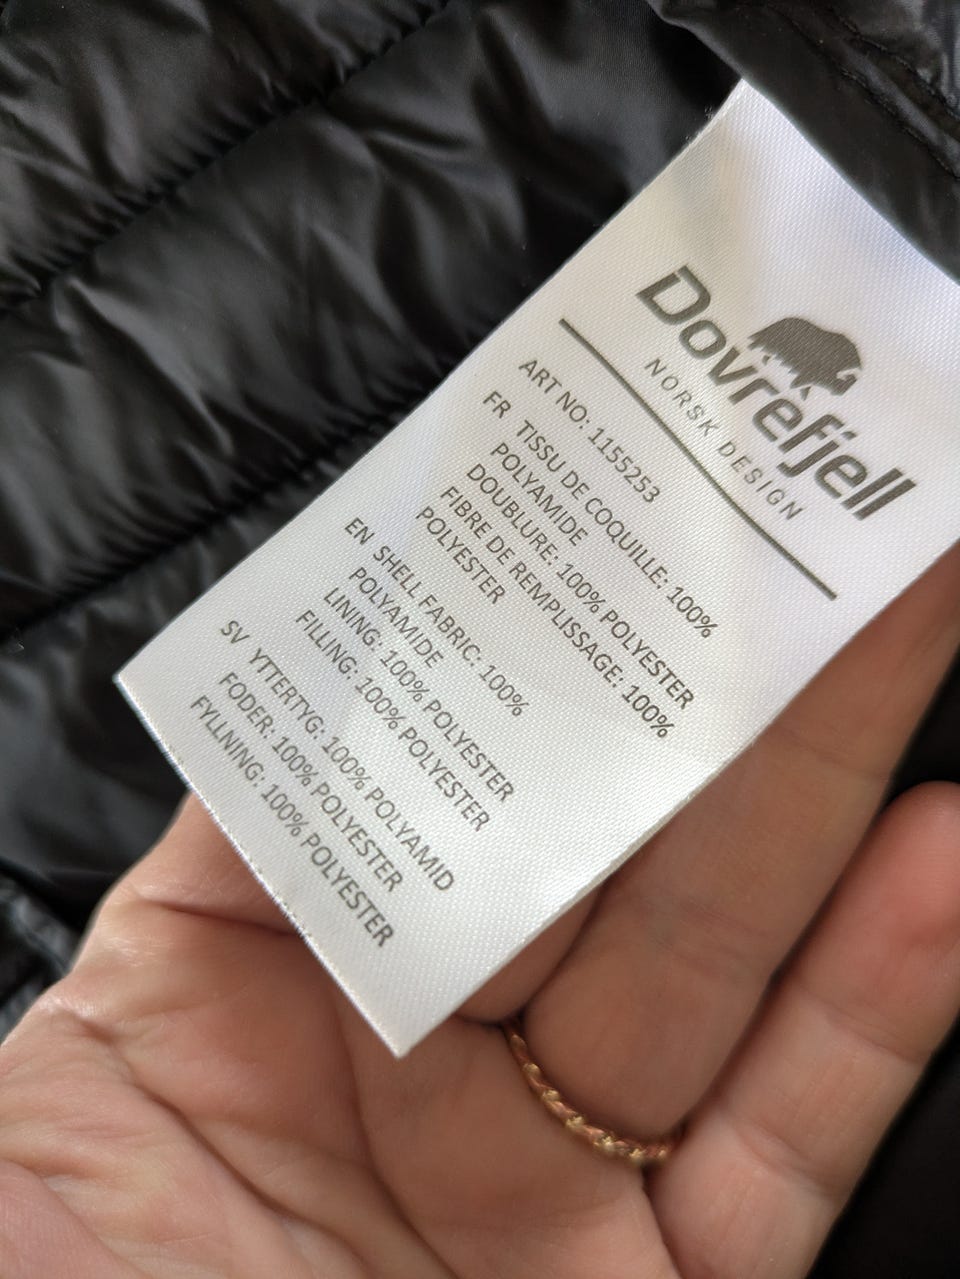 Dovrefjell
NORSK DESIGN
ART NO: 1155253
FR TISSU DE COQUILLE: 100%
POLYAMIDE
DOUBLURE: 100% POLYESTER
FIBRE DE REMPLISSAGE: 100%
POLYESTER
EN SHELL FABRIC: 100%
POLYAMIDE
LINING: 100% POLYESTER
FILLING: 100% POLYESTER
SV YTTERTYG: 100% POLYAMID
FODER: 100% POLYESTER
FYLLNING: 100% POLYESTER